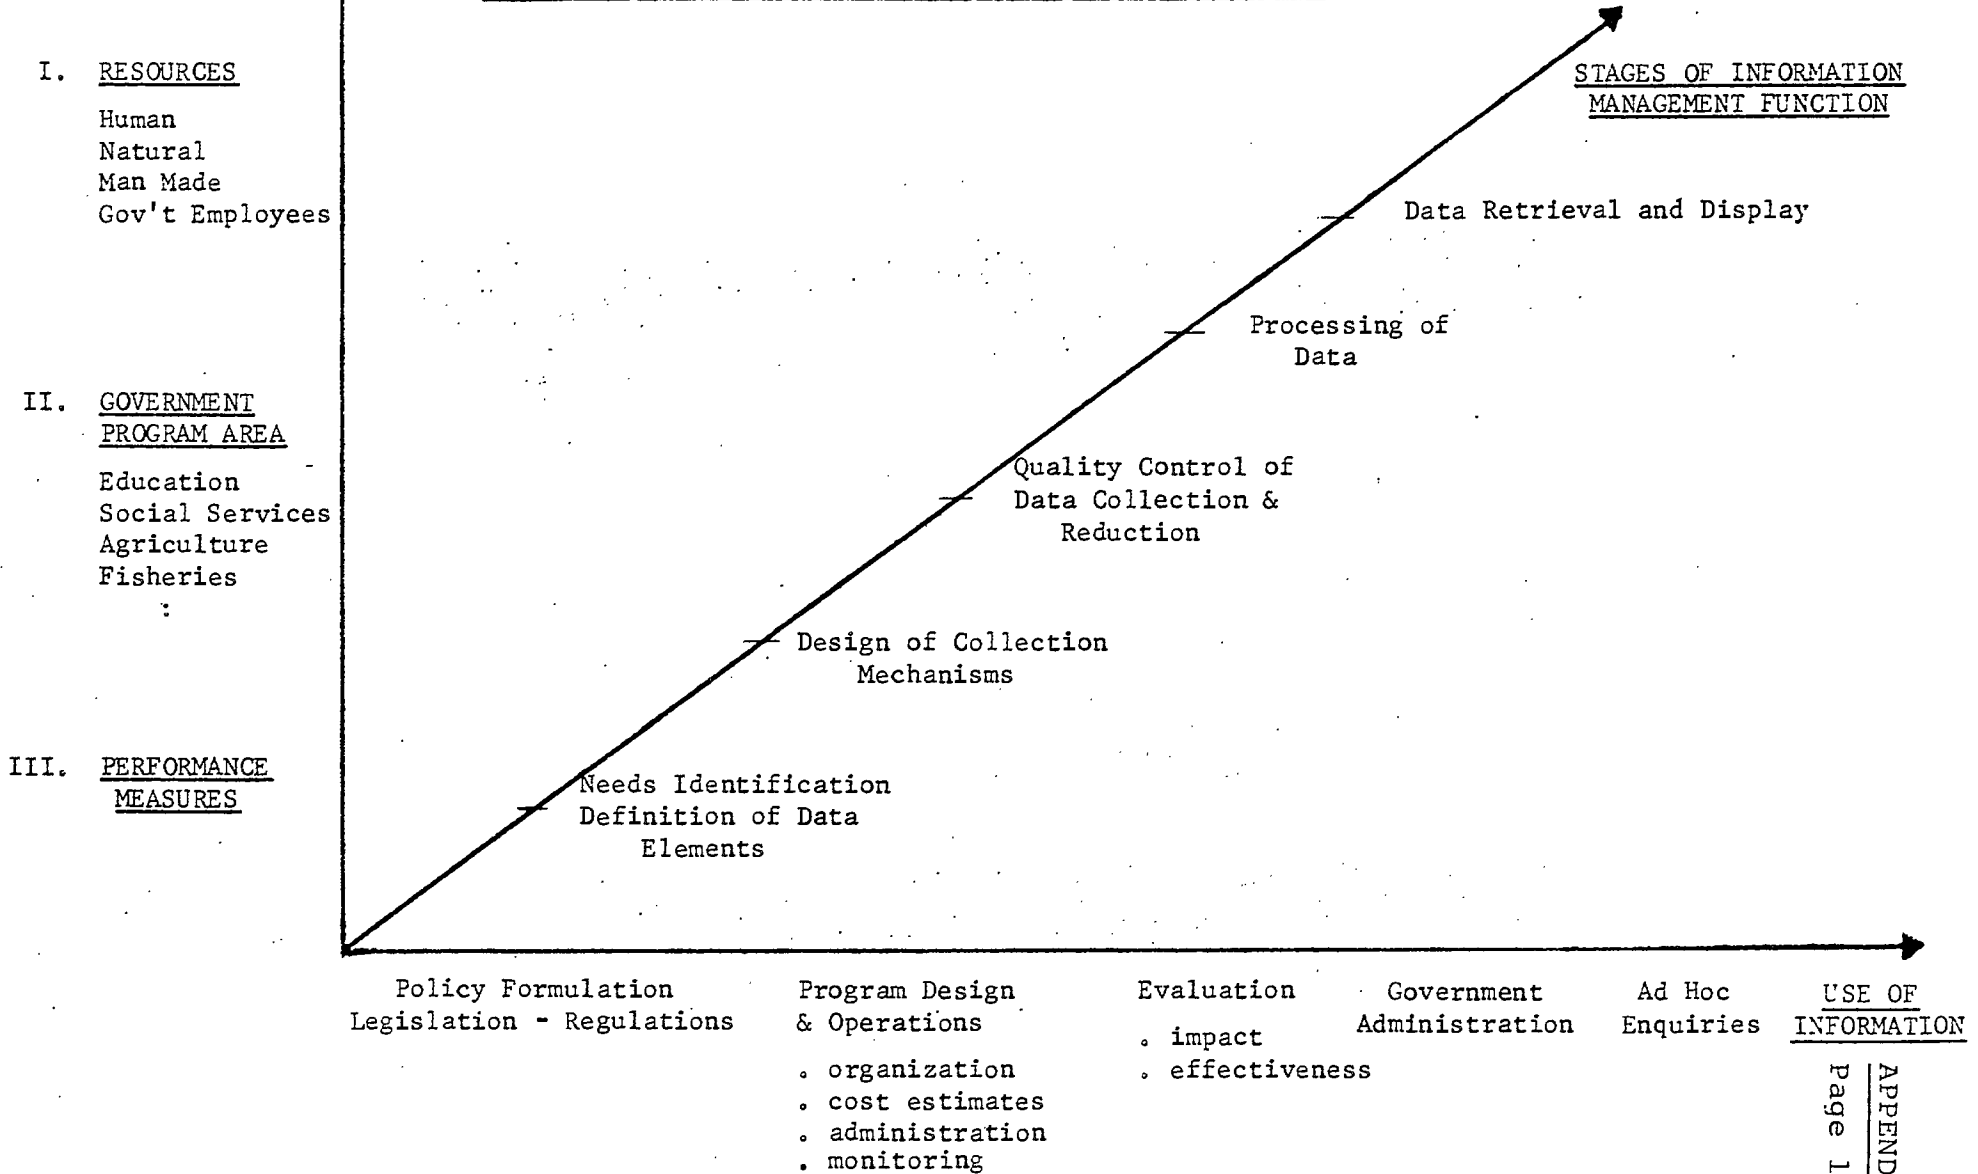 I. RESOURCES
Human
Natural
Man Made
Gov't Employees
II. GOVERNMENT
PROGRAM AREA
Education
Social Services
Agriculture
Fisheries
:
III. PERFORMANCE
MEASURES
STAGES OF INFORMATION
MANAGEMENT FUNCTION
Data Retrieval and Display
Processing of
Data
Quality Control of
Data Collection &
Reduction
Design of Collection
Mechanisms
Needs Identification
Definition of Data
Elements
Policy Formulation
Legislation - Regulations
Program Design
& Operations
. organization
. cost estimates
. administration
. monitoring
Evaluation
. impact
. effectiveness
Government
Administration
Ad Hoc
Enquiries
USE OF
INFORMATION
APPEND
Page 1